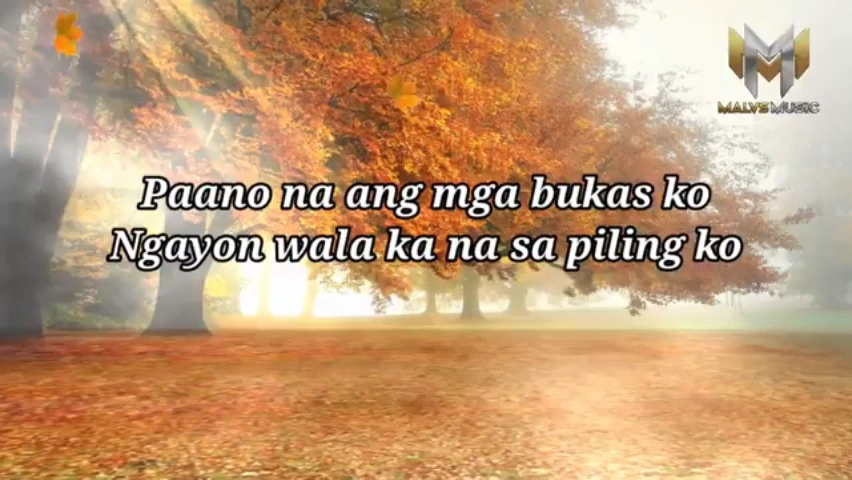 MALVS MUSIC
Paano na ang mga bukas ko
Ngayon wala ka na sa piling ko